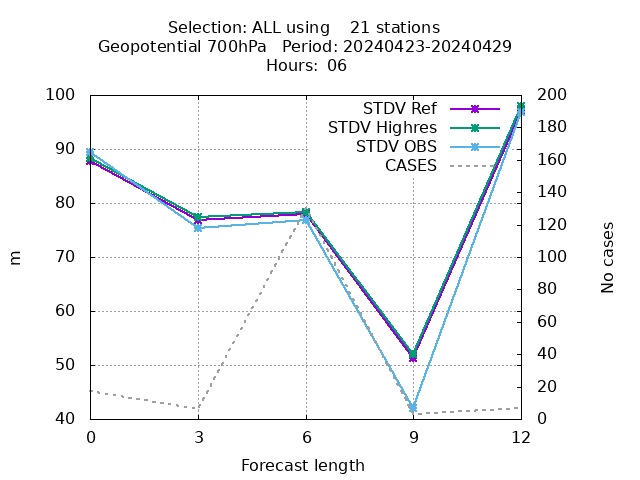 Selection: ALL using    21 stations
Geopotential 700hPa   Period: 20240423-20240429
Hours: 06
STDV Ref
STDV Highres
STDV OBS
CASES
100
90
80
70
60
50
40
m
200
180
160
140
120
100
80
60
40
20
0
No cases
0 3 6 9 12
Forecast length